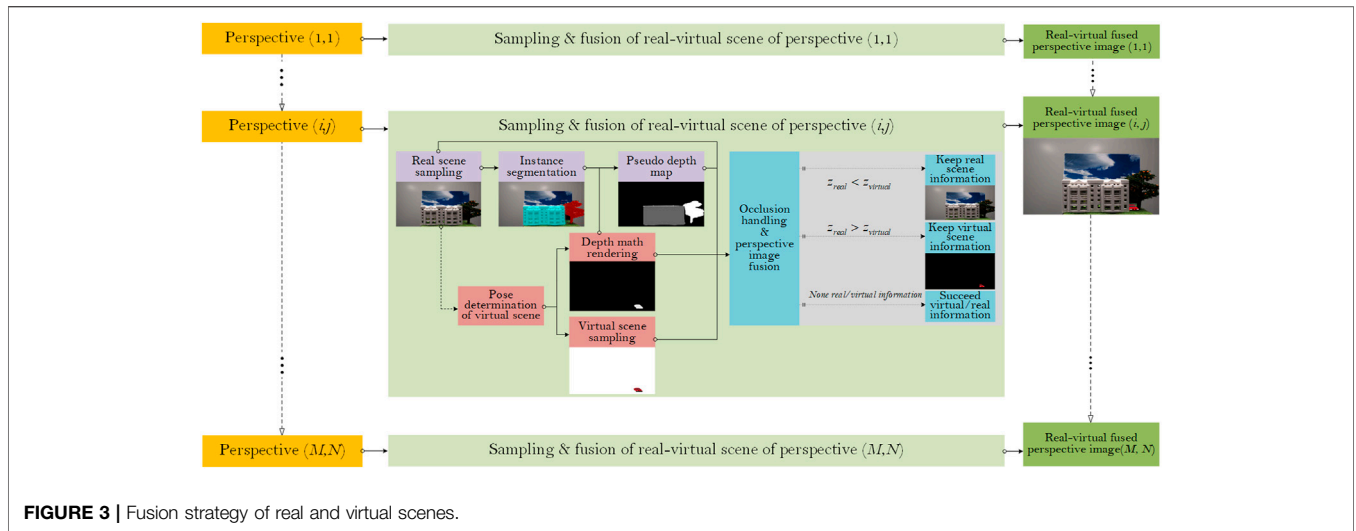 Perspective (1,1)
Sampling & fusion of real-virtual scene of perspective (1,1)
Real-virtual fused
perspective image (1,1)
Perspective (i,j)
Sampling & fusion of real-virtual scene of perspective (i,j)
Real-virtual fused
perspective image (i,j)
Real scene
sampling
Instance
segmentation
Pseudo depth
map
Depth math
rendering
Pose
determination
of virtual scene
Virtual scene
sampling
Occlusion
handling
&
perspective
image
fusion
z_real < z_virtual
Keep real
scene
information
z_real > z_virtual
Keep virtual
scene
information
None real/virtual information
Succeed
virtual/real
information
Perspective (M,N)
Sampling & fusion of real-virtual scene of perspective (M,N)
Real-virtual fused
perspective image(M, N)
FIGURE 3 | Fusion strategy of real and virtual scenes.